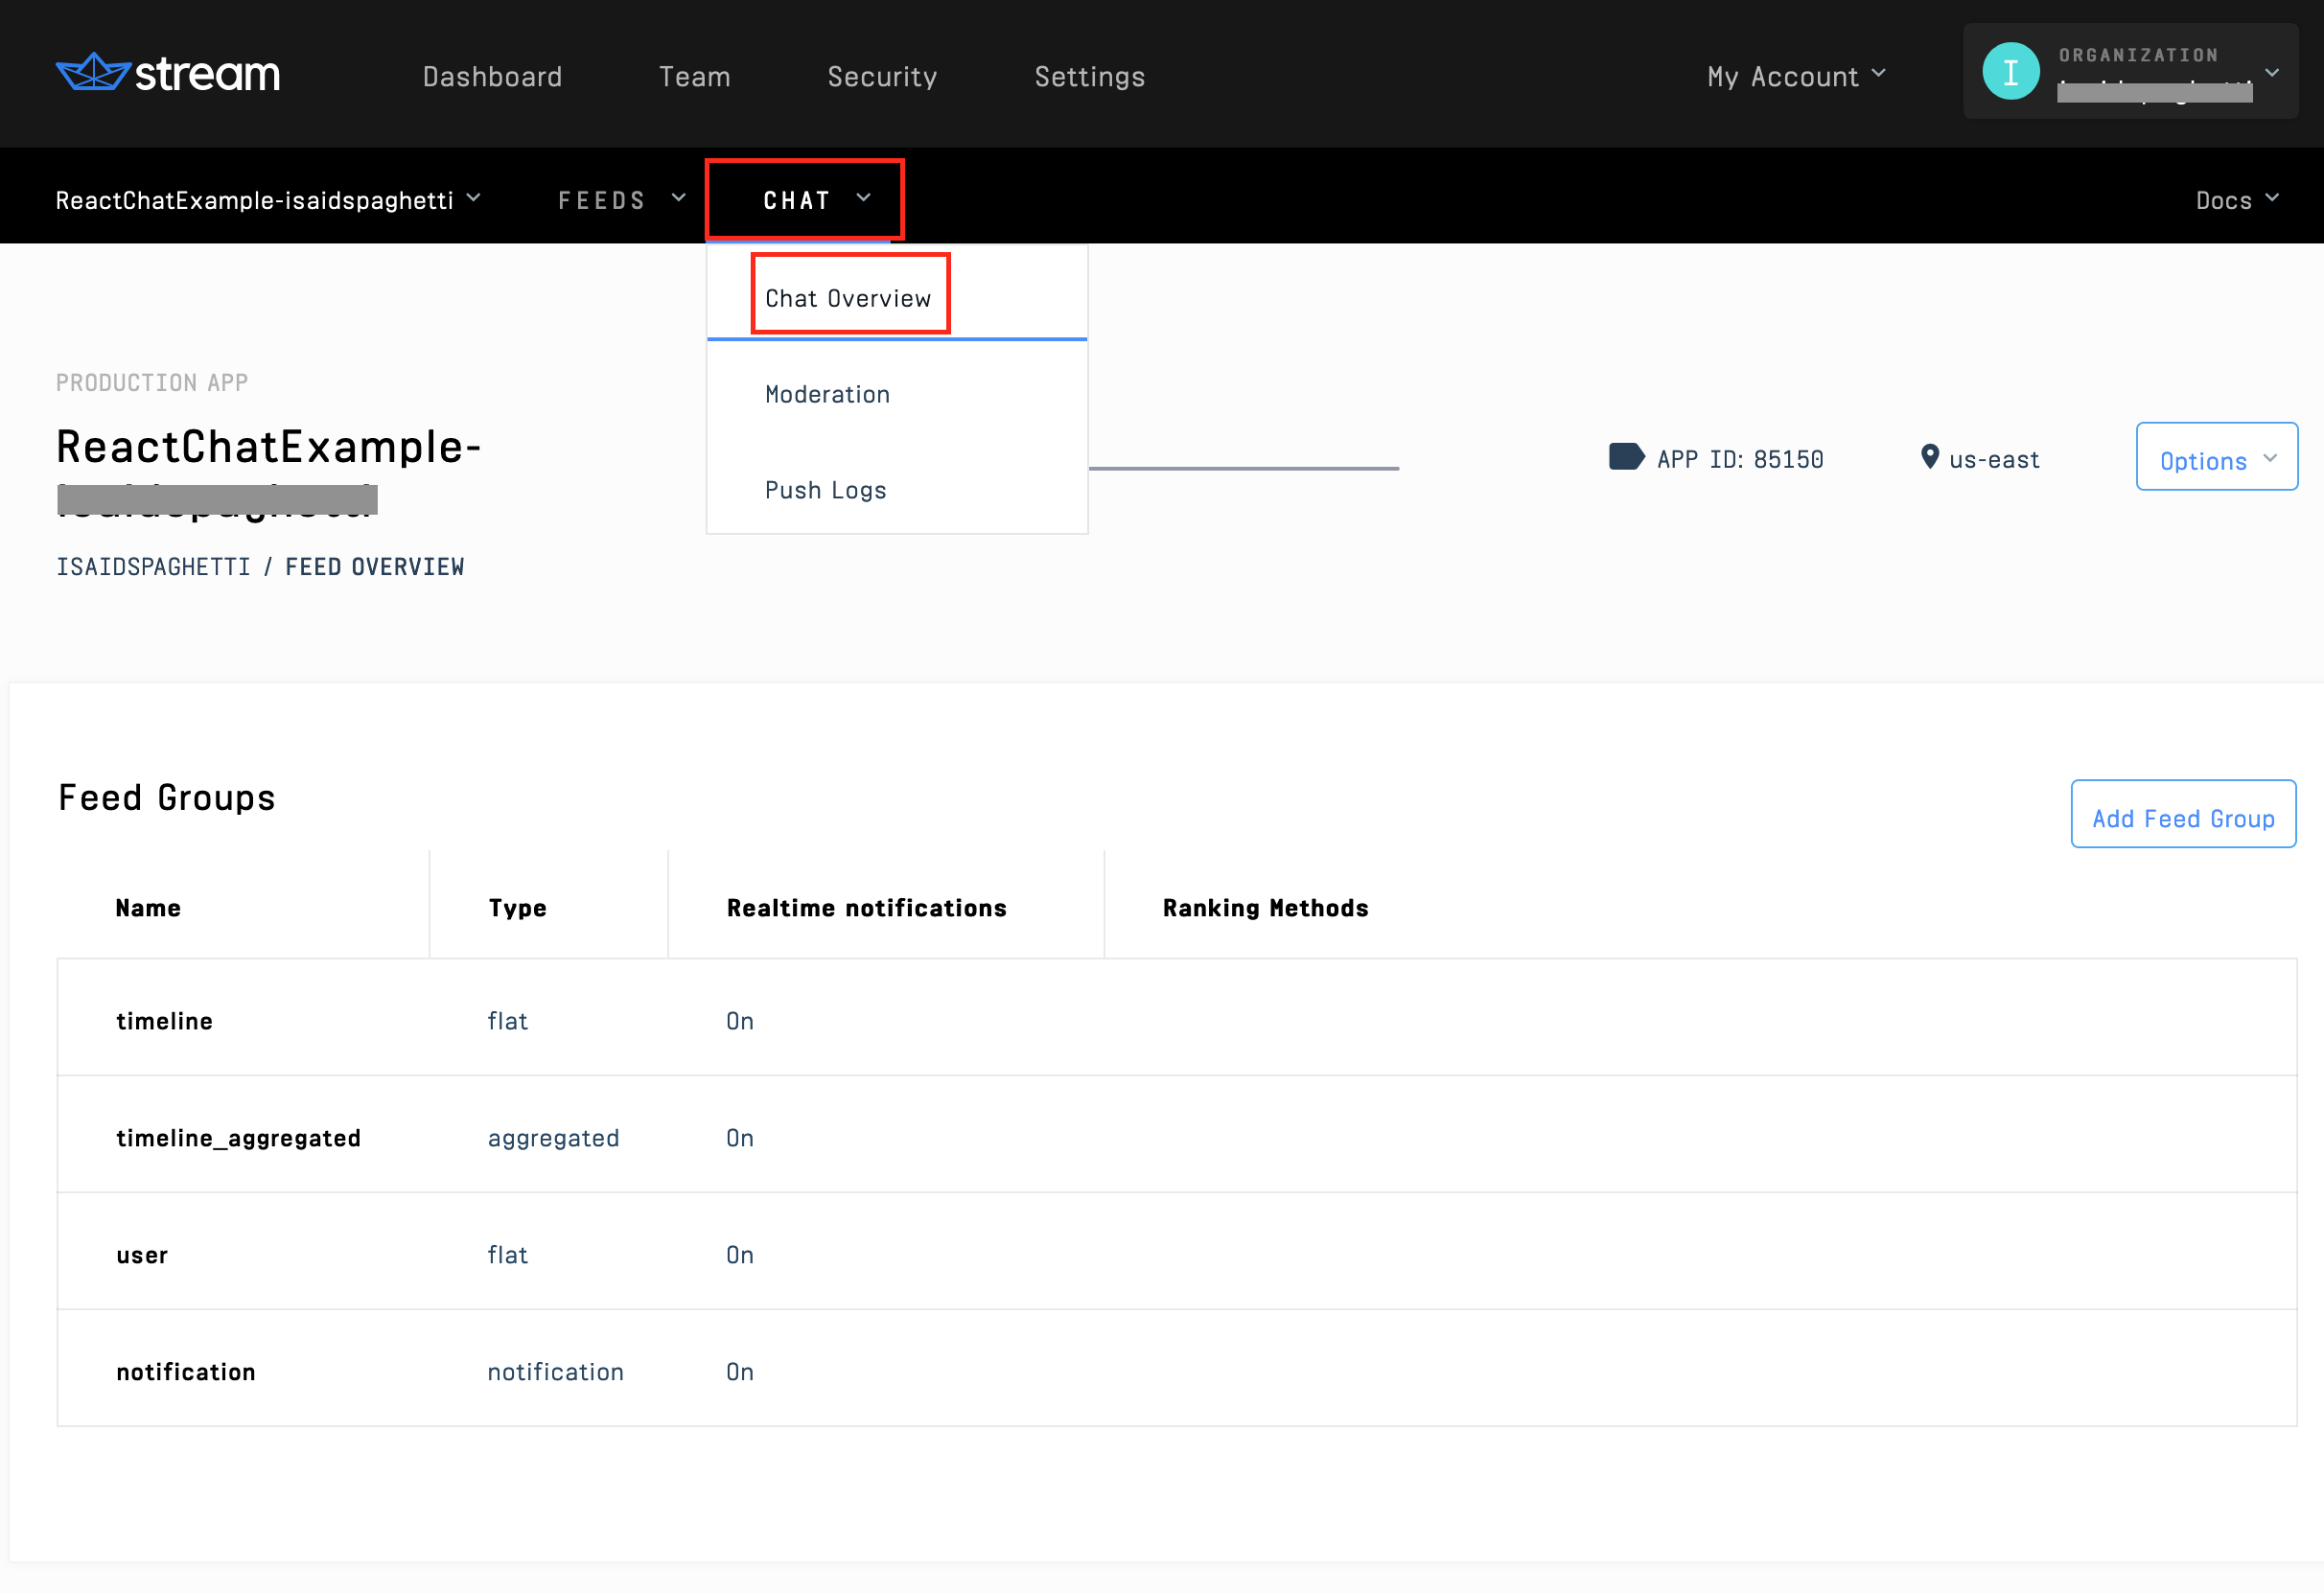 stream
Dashboard
Team
Security
Settings
My Account
I
ORGANIZATION
ReactChatExample-isaidspaghetti
FEEDS
CHAT
Docs
Chat Overview
Moderation
Push Logs
PRODUCTION APP
ReactChatExample-
ISAIDSPAGHETTI / FEED OVERVIEW
APP ID: 85150
us-east
Options
Feed Groups
Add Feed Group
Name Type Realtime notifications Ranking Methods
timeline flat On
timeline_aggregated aggregated On
user flat On
notification notification On